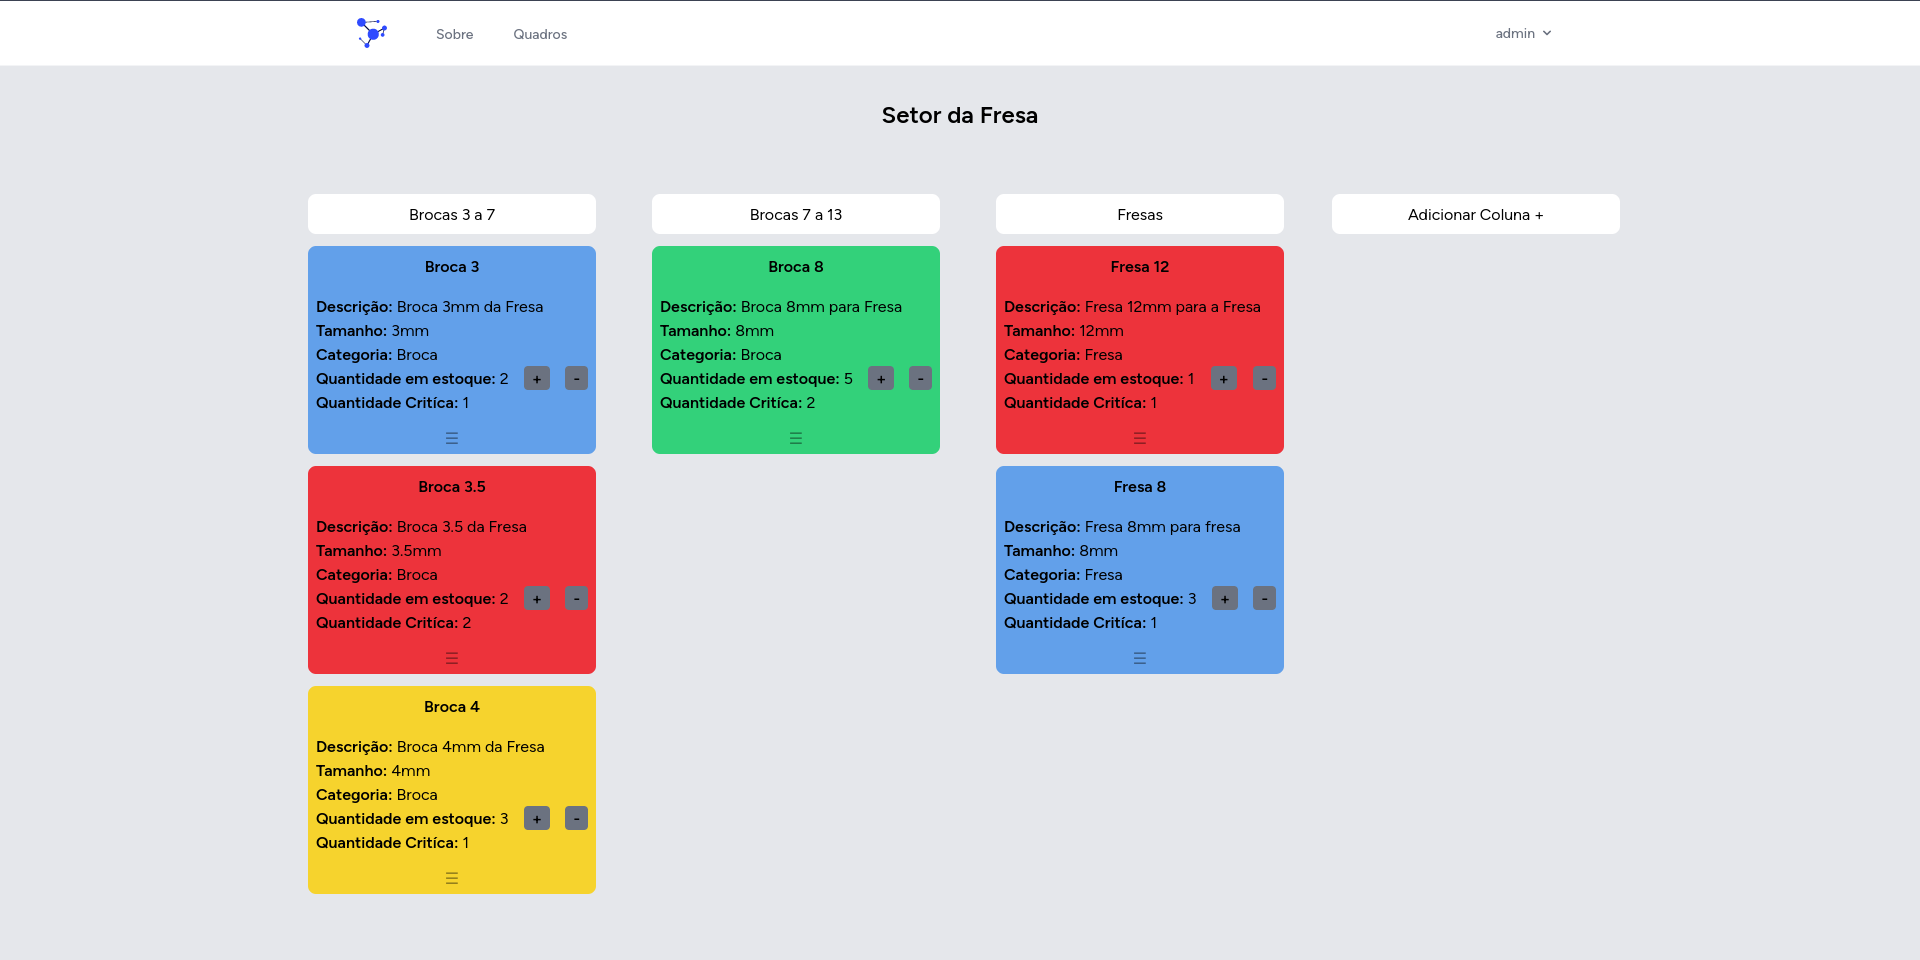 Sobre
Quadros
admin
Setor da Fresa
Brocas 3 a 7
Broca 3
Descrição: Broca 3mm da Fresa
Tamanho: 3mm
Categoria: Broca
Quantidade em estoque: 2 + -
Quantidade Critíca: 1
Broca 3.5
Descrição: Broca 3.5 da Fresa
Tamanho: 3.5mm
Categoria: Broca
Quantidade em estoque: 2 + -
Quantidade Critíca: 2
Broca 4
Descrição: Broca 4mm da Fresa
Tamanho: 4mm
Categoria: Broca
Quantidade em estoque: 3 + -
Quantidade Critíca: 1
Brocas 7 a 13
Broca 8
Descrição: Broca 8mm para Fresa
Tamanho: 8mm
Categoria: Broca
Quantidade em estoque: 5 + -
Quantidade Critíca: 2
Fresas
Fresa 12
Descrição: Fresa 12mm para a Fresa
Tamanho: 12mm
Categoria: Fresa
Quantidade em estoque: 1 + -
Quantidade Critíca: 1
Fresa 8
Descrição: Fresa 8mm para fresa
Tamanho: 8mm
Categoria: Fresa
Quantidade em estoque: 3 + -
Quantidade Critíca: 1
Adicionar Coluna +